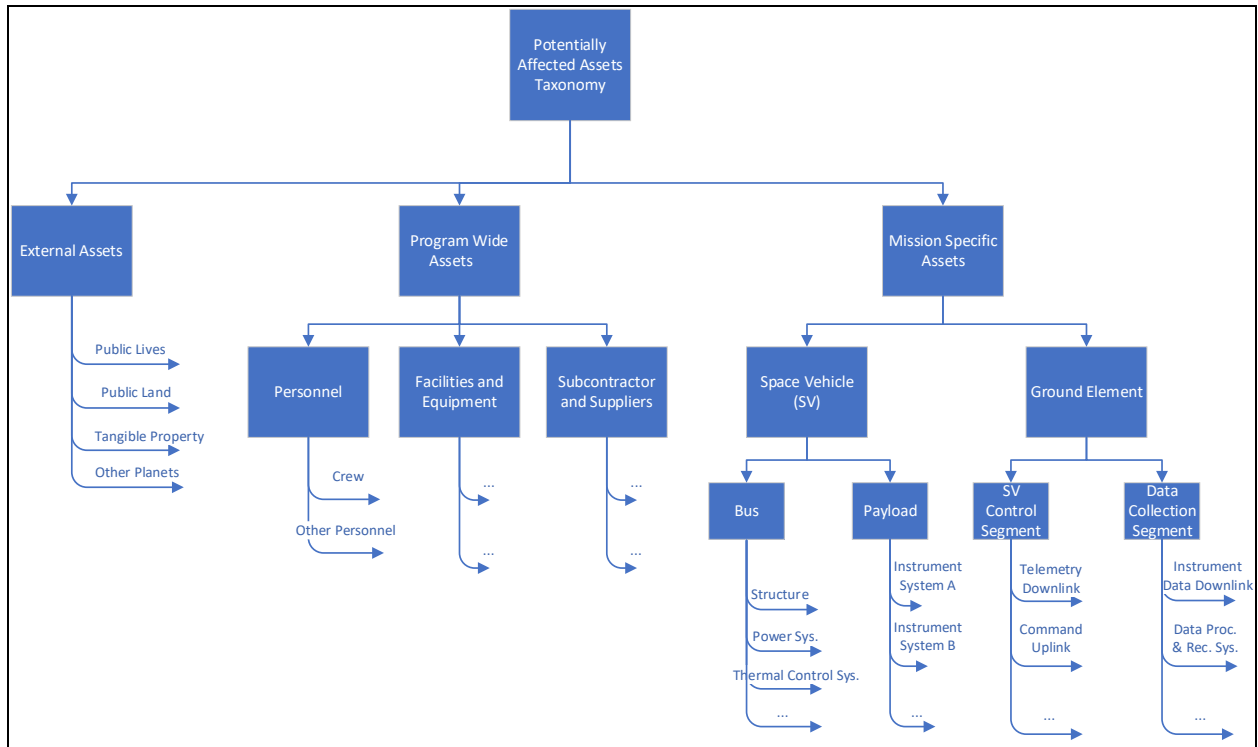 Potentially
Affected Assets
Taxonomy
External Assets
Program Wide
Assets
Mission Specific
Assets
Public Lives
Public Land
Tangible Property
Other Planets
Personnel
Facilities and
Equipment
Subcontractor
and Suppliers
Space Vehicle
(SV)
Ground Element
Crew
Other Personnel
...
...
...
...
Bus
Payload
SV
Control
Segment
Data
Collection
Segment
Structure
Power Sys.
Thermal Control Sys.
...
Instrument
System A
Instrument
System B
...
Telemetry
Downlink
Command
Uplink
...
Instrument
Data Downlink
Data Proc.
& Rec. Sys.
...